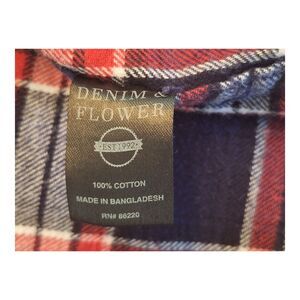 DENIM &
FLOWER
• EST 1992 •
100% COTTON
MADE IN BANGLADESH
RN# 86220